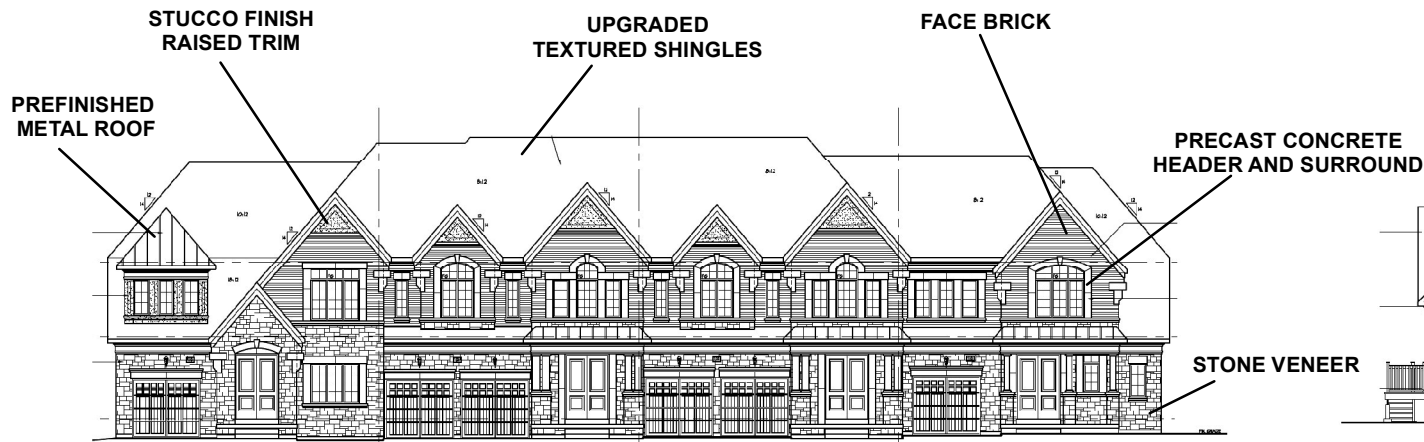 STUCCO FINISH
RAISED TRIM
UPGRADED
TEXTURED SHINGLES
FACE BRICK
PREFINISHED
METAL ROOF
PRECAST CONCRETE
HEADER AND SURROUND
STONE VENEER